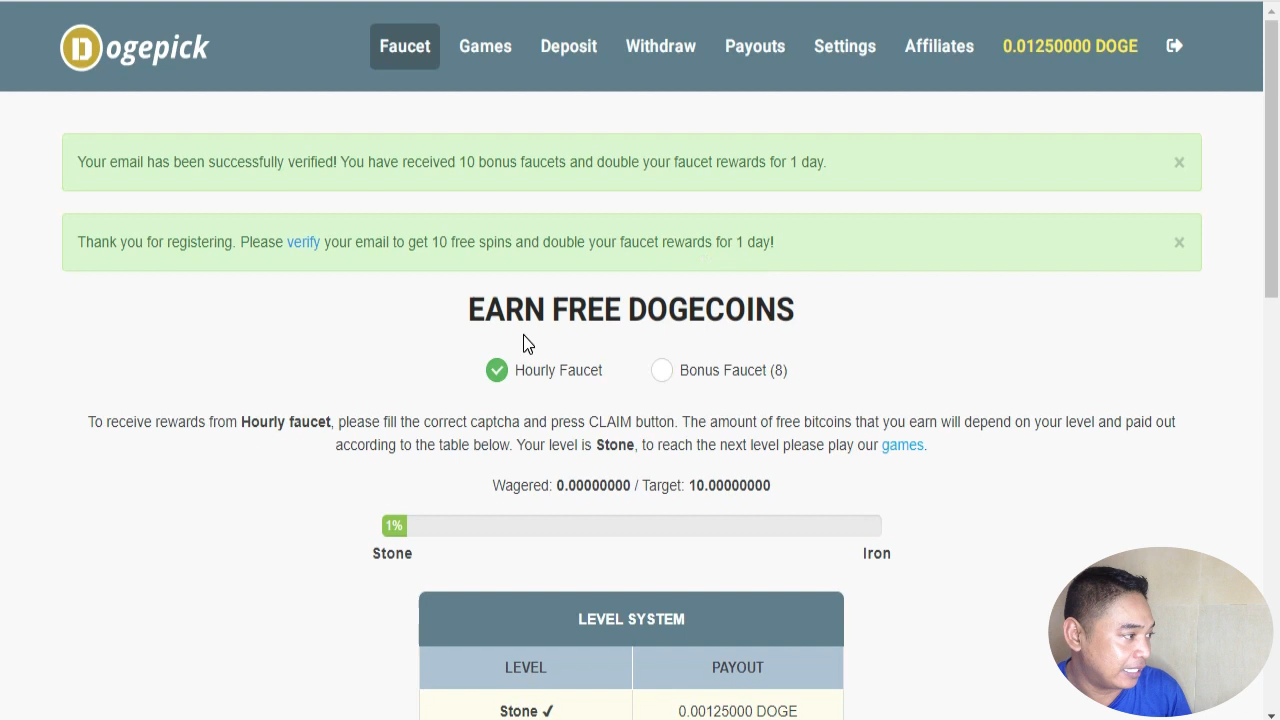 Dogepick
Faucet Games Deposit Withdraw Payouts Settings Affiliates 0.01250000 DOGE
Your email has been successfully verified! You have received 10 bonus faucets and double your faucet rewards for 1 day. ×
Thank you for registering. Please verify your email to get 10 free spins and double your faucet rewards for 1 day! ×
EARN FREE DOGECOINS
Hourly Faucet Bonus Faucet (8)
To receive rewards from Hourly faucet, please fill the correct captcha and press CLAIM button. The amount of free bitcoins that you earn will depend on your level and paid out
according to the table below. Your level is Stone, to reach the next level please play our games.
Wagered: 0.00000000 / Target: 10.00000000
1%
Stone Iron
LEVEL SYSTEM
LEVEL PAYOUT
Stone ✓ 0.00125000 DOGE